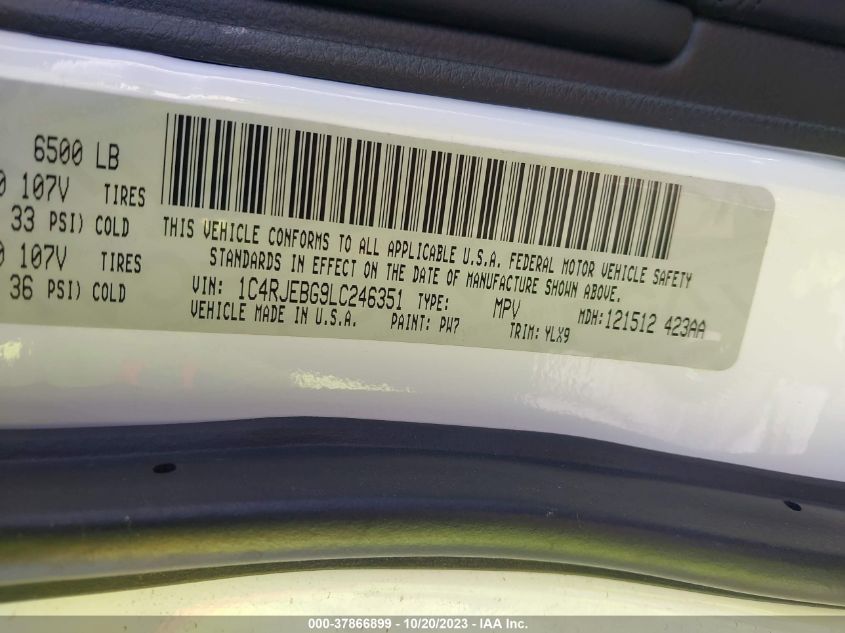 6500 LB
0 107V TIRES
33 PSI) COLD
0 107V TIRES
36 PSI) COLD
THIS VEHICLE CONFORMS TO ALL APPLICABLE U.S.A. FEDERAL MOTOR VEHICLE SAFETY
STANDARDS IN EFFECT ON THE DATE OF MANUFACTURE SHOWN ABOVE.
VIN: 1C4RJEBG9LC246351 TYPE: MPV MDH:121512 423AA
VEHICLE MADE IN U.S.A. PAINT: PW7 TRIM: YLX9
000-37866899 - 10/20/2023 - IAA Inc.